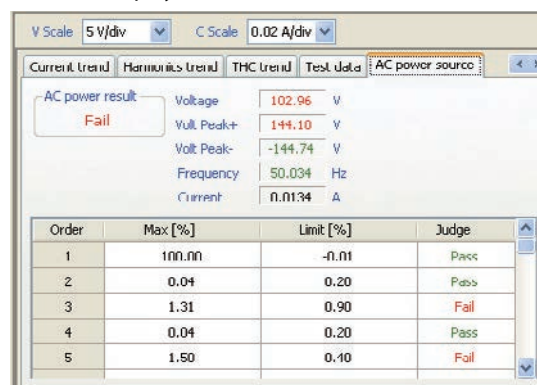 V Scale 5 V/div C Scale 0.02 A/div
Current trend Harmonics trend THC trend Test data AC power source
AC power result
Fail
Voltage 102.96 V
Volt Peak+ 144.10 V
Volt Peak- -144.74 V
Frequency 50.034 Hz
Current 0.0134 A
Order Max [%] Limit [%] Judge
1 100.00 -0.01 Pass
2 0.04 0.20 Pass
3 1.31 0.90 Fail
4 0.04 0.20 Pass
5 1.50 0.40 Fail